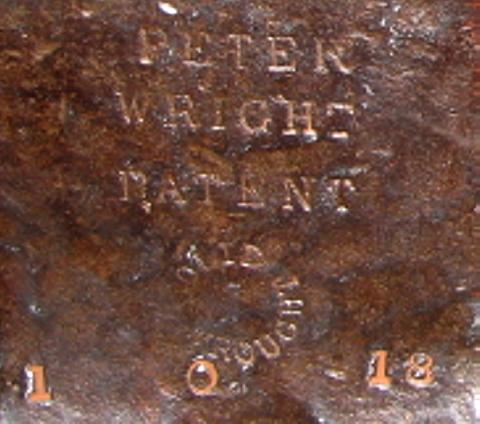 PETER
WRIGHT
PATENT
1 0 18